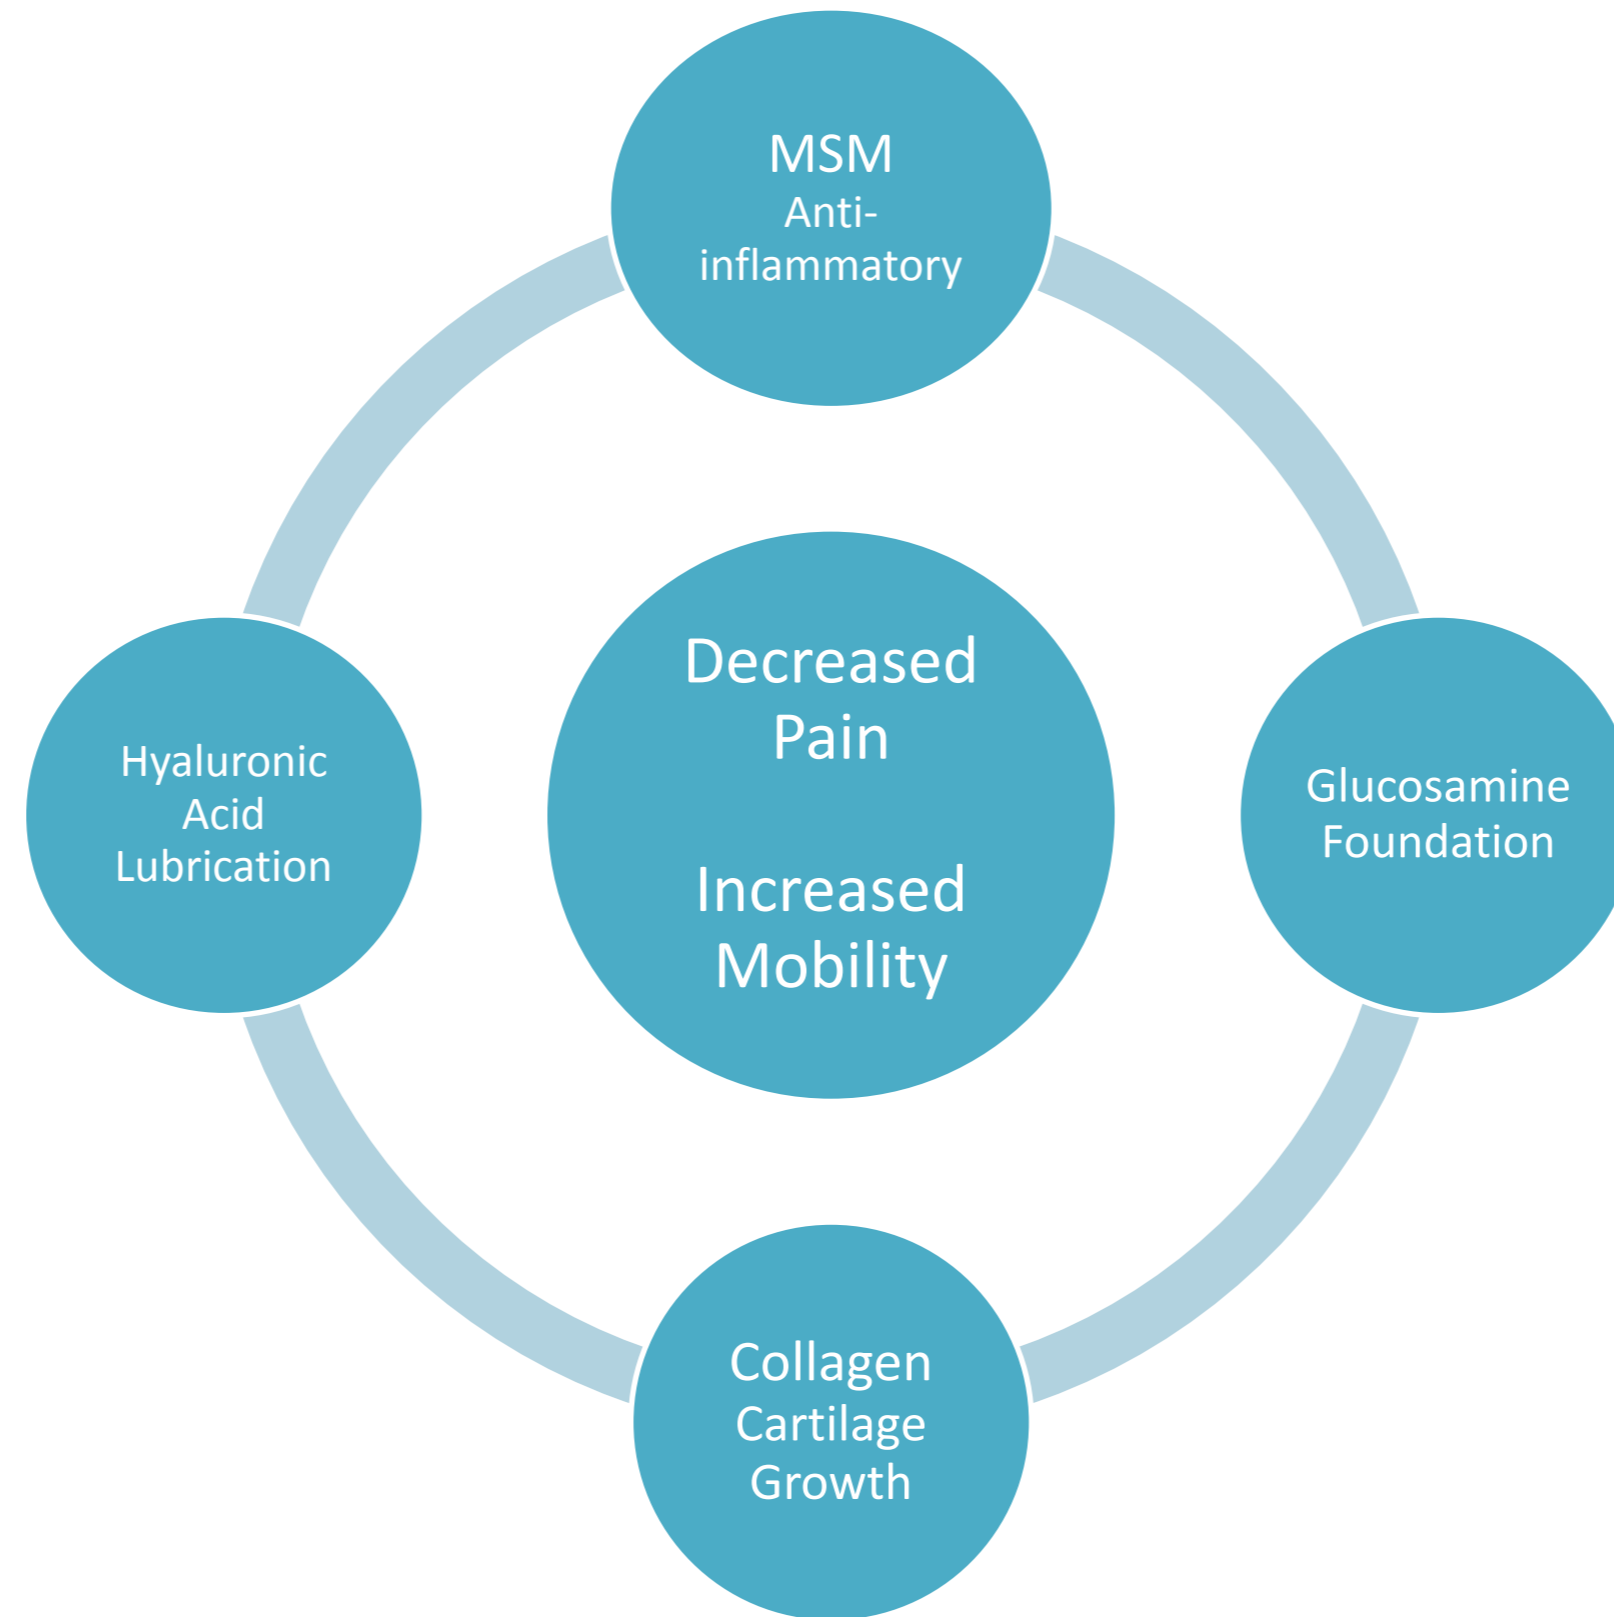 MSM
Anti-
inflammatory
Hyaluronic
Acid
Lubrication
Decreased
Pain
Increased
Mobility
Glucosamine
Foundation
Collagen
Cartilage
Growth